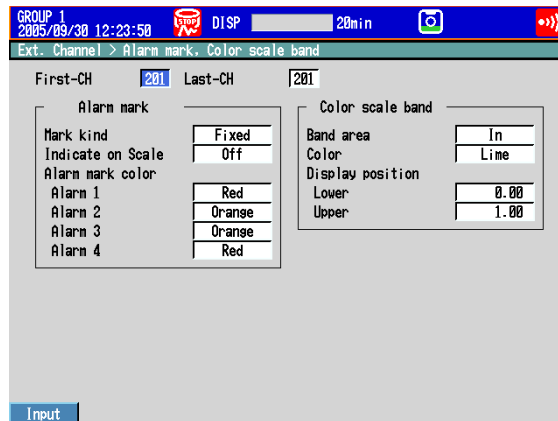 GROUP 1
2005/09/30 12:23:50 STOP DISP 20min
Ext. Channel > Alarm mark, Color scale band
First-CH 201 Last-CH 201
Alarm mark
Mark kind Fixed
Indicate on Scale Off
Alarm mark color
Alarm 1 Red
Alarm 2 Orange
Alarm 3 Orange
Alarm 4 Red
Color scale band
Band area In
Color Lime
Display position
Lower 0.00
Upper 1.00
Input